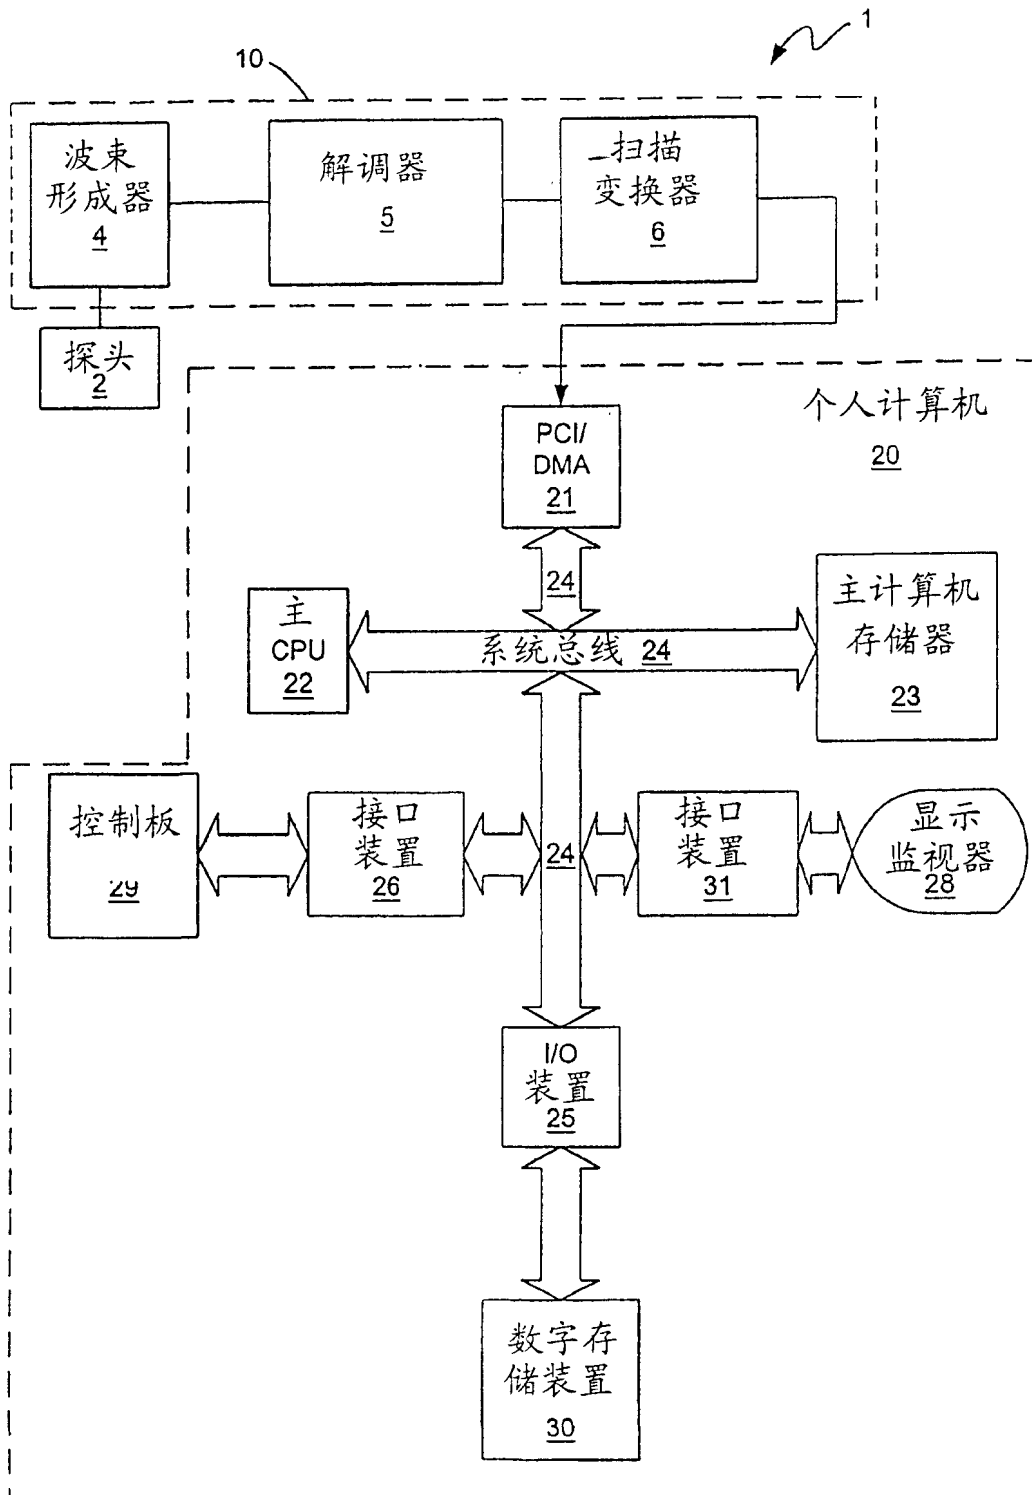 1
10
波束
形成器
4
解调器
5
扫描
变换器
6
探头
2
个人计算机
20
PCI/
DMA
21
24
主
CPU
22
系统总线 24
主计算机
存储器
23
控制板
29
接口
装置
26
24
接口
装置
31
显示
监视器
28
I/O
装置
25
数字存
储装置
30